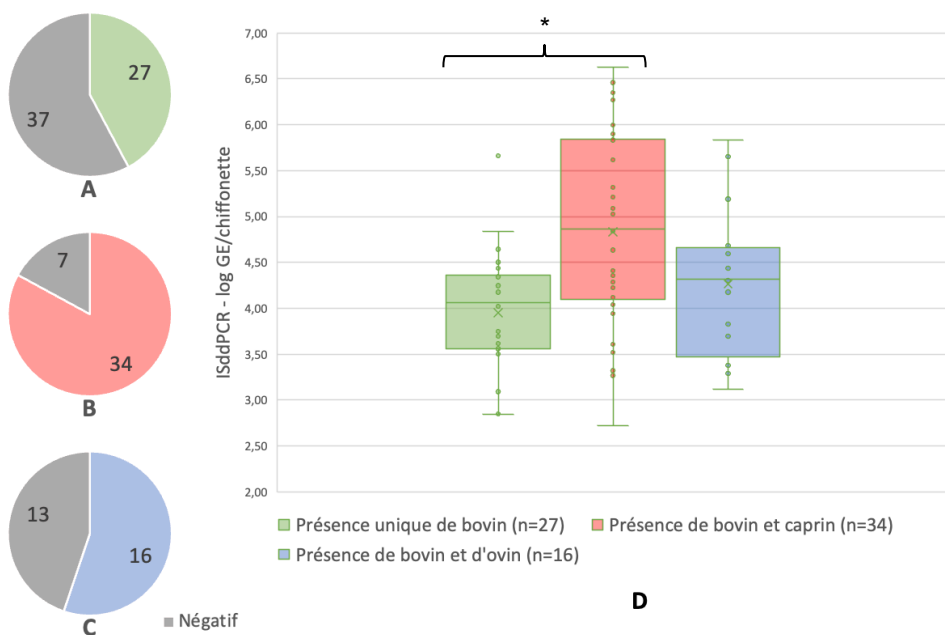 27
37
A
7
34
B
13
16
C
Négatif
*
7,00
6,50
6,00
5,50
5,00
4,50
4,00
3,50
3,00
2,50
2,00
ISddPCR - log GE/chiffonette
Présence unique de bovin (n=27)
Présence de bovin et caprin (n=34)
Présence de bovin et d'ovin (n=16)
D